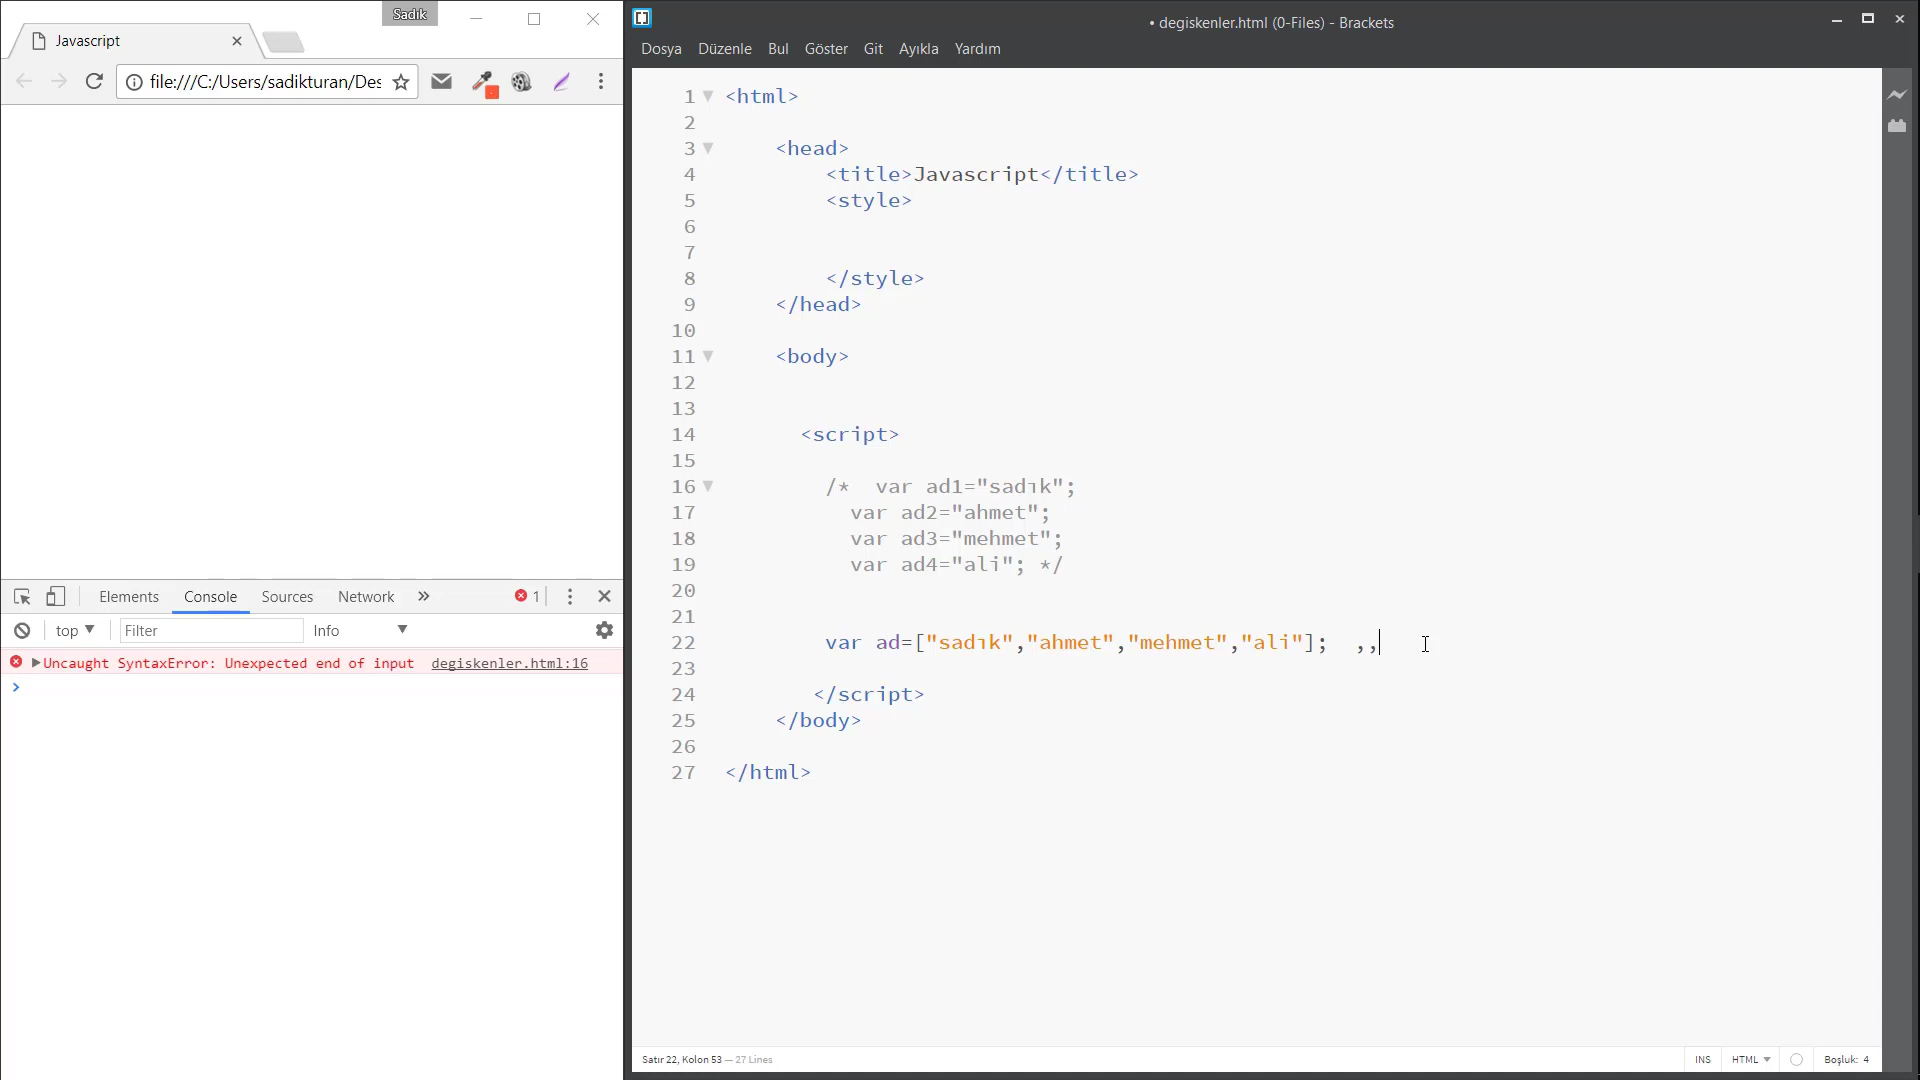 Sadık
Javascript
file:///C:/Users/sadikturan/Des
Elements Console Sources Network » 1
top Filter Info
Uncaught SyntaxError: Unexpected end of input degiskenler.html:16
>
• degiskenler.html (0-Files) - Brackets
Dosya Düzenle Bul Göster Git Ayıkla Yardım
1 <html>
2
3 <head>
4 <title>Javascript</title>
5 <style>
6
7
8 </style>
9 </head>
10
11 <body>
12
13
14 <script>
15
16 /* var ad1="sadık";
17 var ad2="ahmet";
18 var ad3="mehmet";
19 var ad4="ali"; */
20
21
22 var ad=["sadık","ahmet","mehmet","ali"]; ,,
23
24 </script>
25 </body>
26
27 </html>
Satır 22, Kolon 53 — 27 Lines INS HTML Boşluk: 4